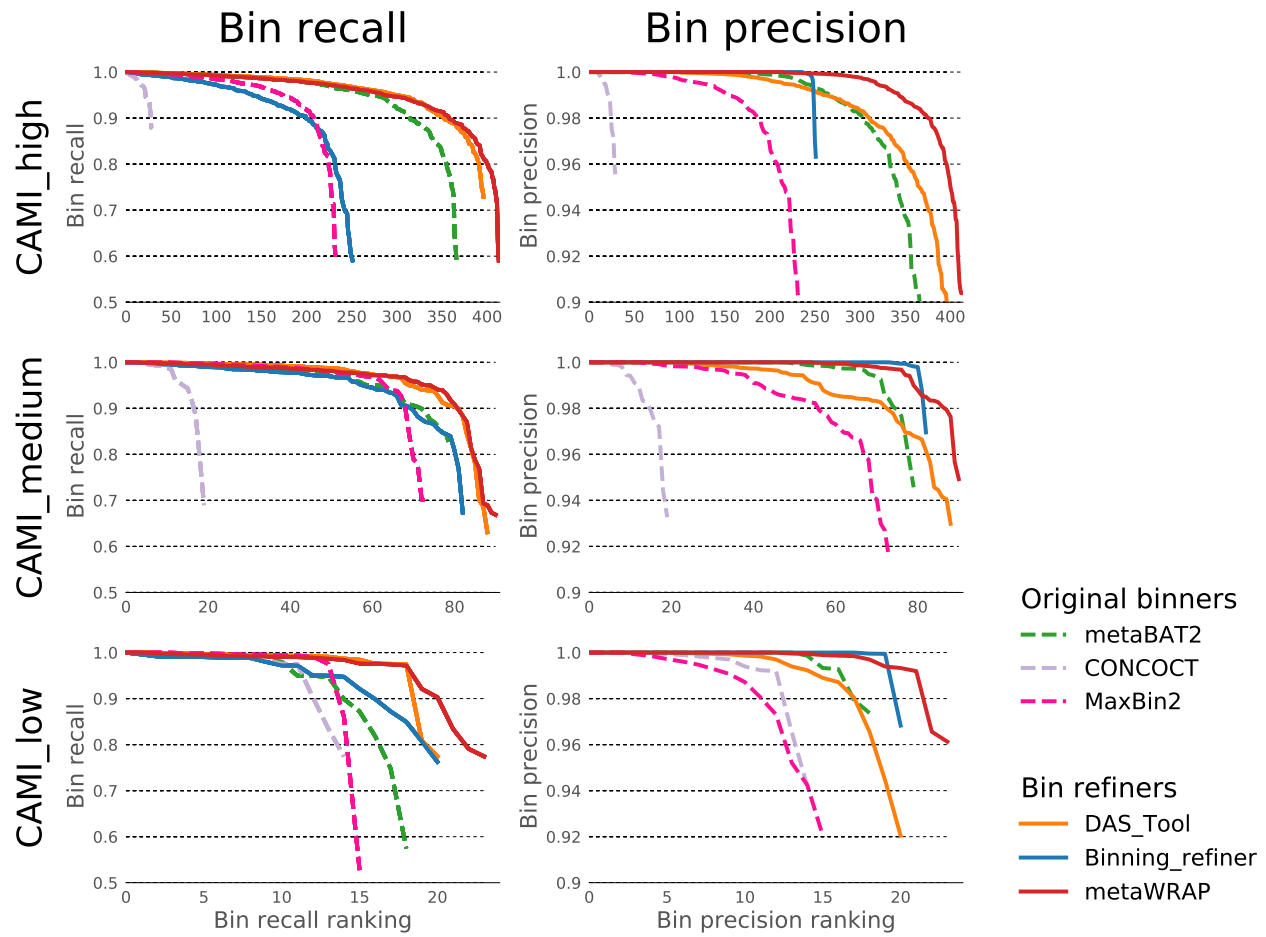 Bin recall
Bin precision
CAMI_high
Bin recall
1.0
0.9
0.8
0.7
0.6
0.5
0 50 100 150 200 250 300 350 400
Bin precision
1.0
0.98
0.96
0.94
0.92
0.9
0 50 100 150 200 250 300 350 400
CAMI_medium
Bin recall
1.0
0.9
0.8
0.7
0.6
0.5
0 20 40 60 80
Bin precision
1.0
0.98
0.96
0.94
0.92
0.9
0 20 40 60 80
CAMI_low
Bin recall
1.0
0.9
0.8
0.7
0.6
0.5
0 5 10 15 20
Bin recall ranking
Bin precision
1.0
0.98
0.96
0.94
0.92
0.9
0 5 10 15 20
Bin precision ranking
Original binners
metaBAT2
CONCOCT
MaxBin2
Bin refiners
DAS_Tool
Binning_refiner
metaWRAP